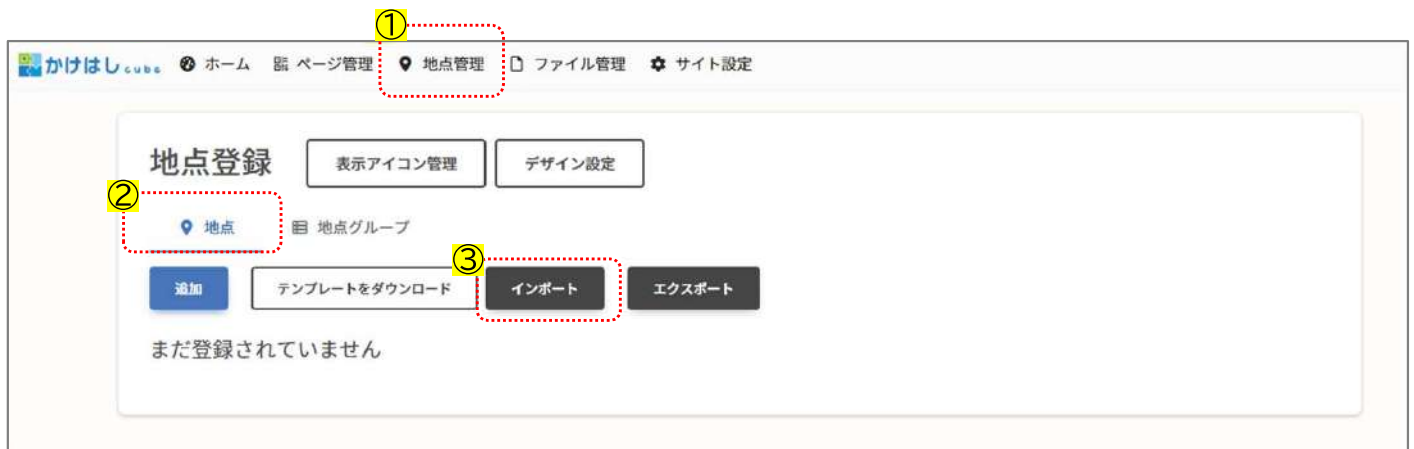 ①
かけはしcube ホーム ページ管理 地点管理 ファイル管理 サイト設定
地点登録 表示アイコン管理 デザイン設定
②
地点 地点グループ
③
追加 テンプレートをダウンロード インポート エクスポート
まだ登録されていません